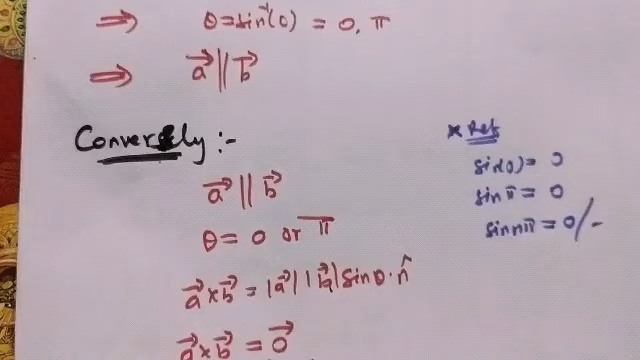 ⇒ θ = sin⁻¹(0) = 0, π
⇒ a⃗ || b⃗
Conversely :-
a⃗ || b⃗
θ = 0 or π
a⃗ × b⃗ = |a⃗| |b⃗| sin θ · n̂
a⃗ × b⃗ = 0⃗
* Ref
sin(0) = 0
sin π = 0
sin nπ = 0